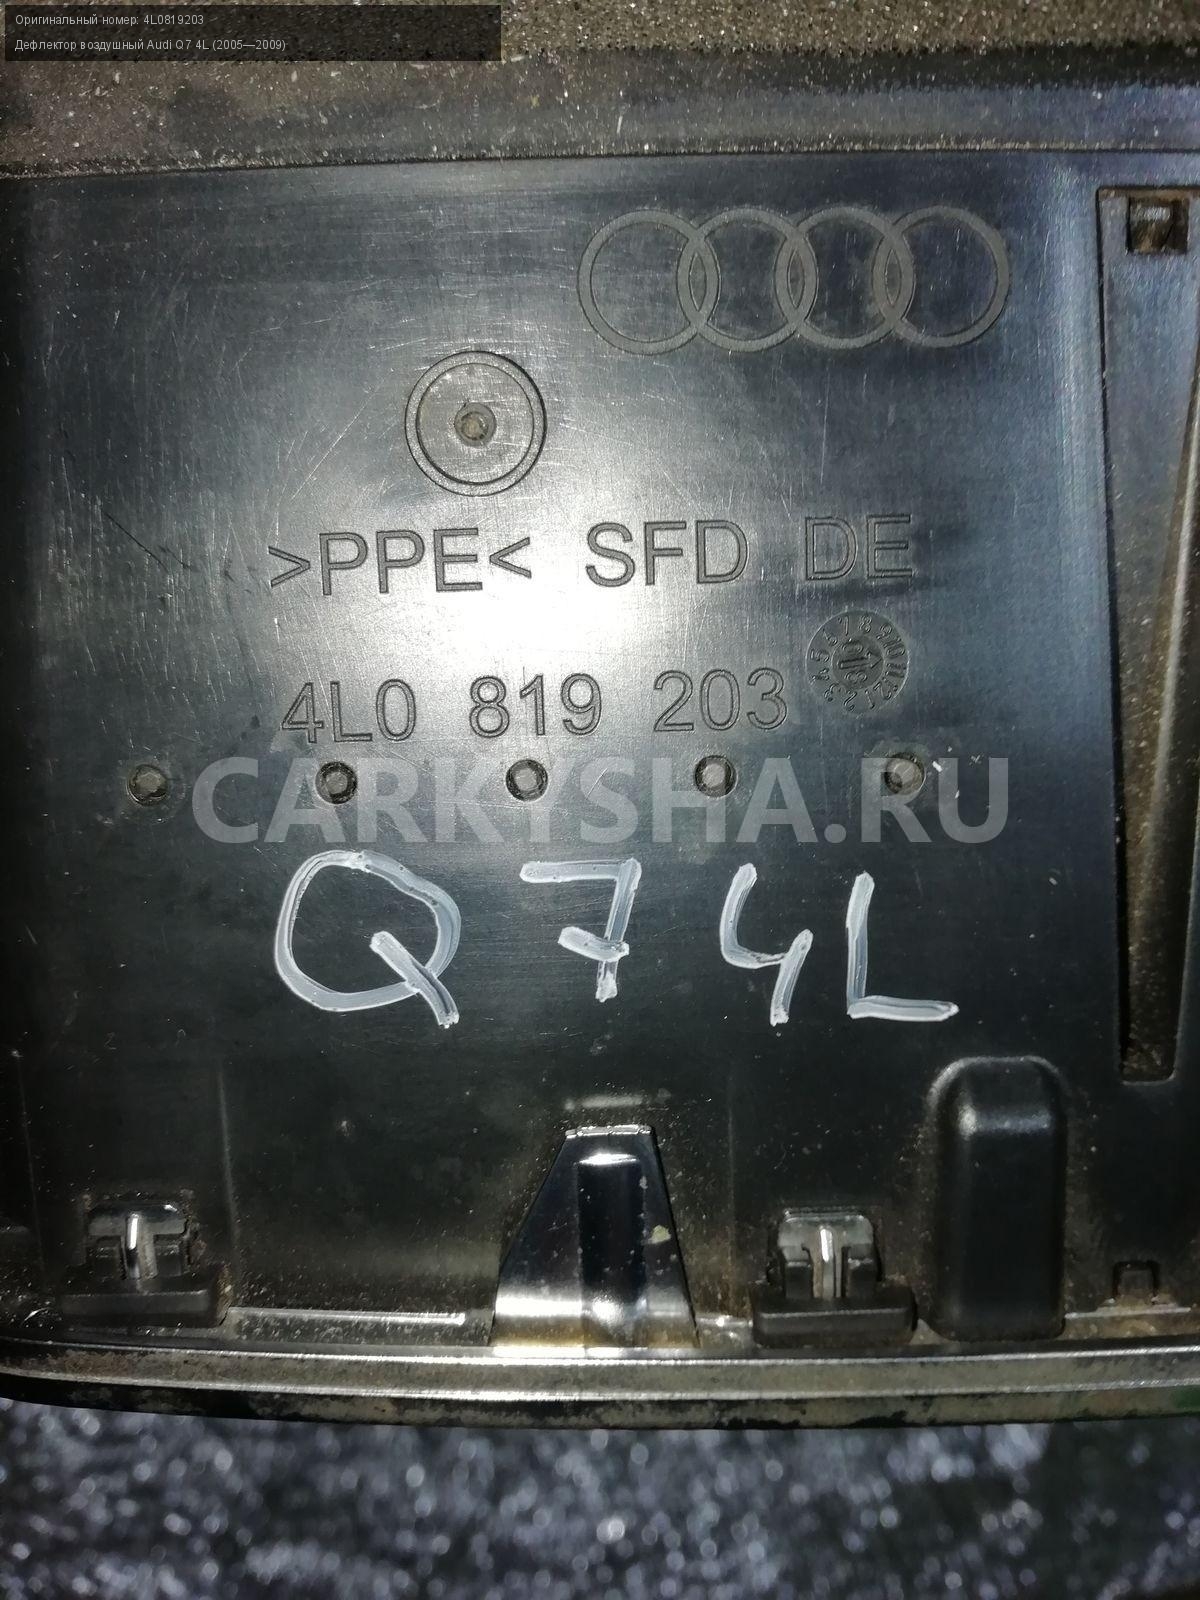 Оригинальный номер: 4L0819203
Дефлектор воздушный Audi Q7 4L (2005—2009)
>PPE< SFD DE
4L0 819 203
CARKYSHA.RU
Q 7 4L